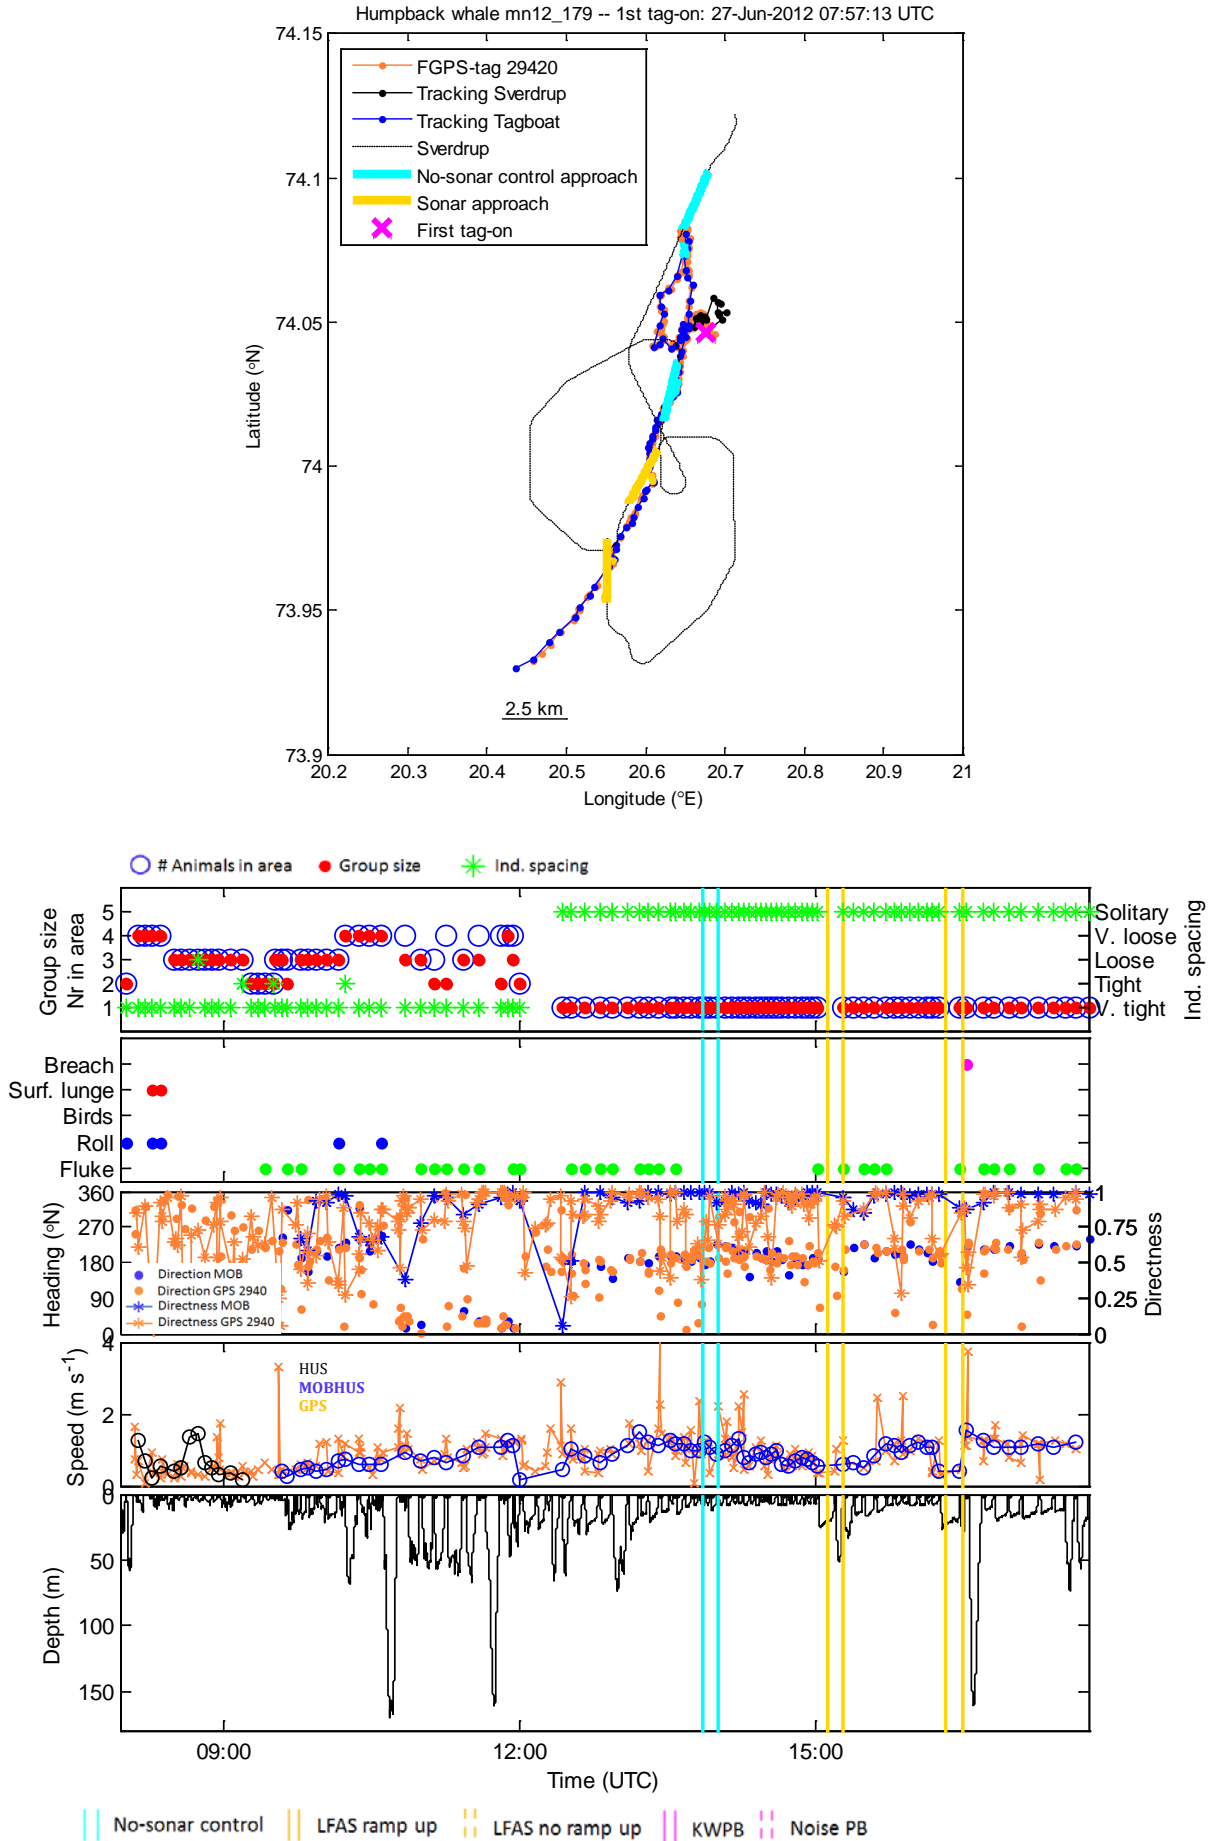 Humpback whale mn12_179 -- 1st tag-on: 27-Jun-2012 07:57:13 UTC
74.15
FGPS-tag 29420
Tracking Sverdrup
Tracking Tagboat
Sverdrup
No-sonar control approach
Sonar approach
First tag-on
74.1
74.05
74
73.95
73.9
Latitude (°N)
2.5 km
20.2 20.3 20.4 20.5 20.6 20.7 20.8 20.9 21
Longitude (°E)
# Animals in area Group size Ind. spacing
Group size
Nr in area
5 Solitary
4 V. loose
3 Loose
2 Tight
1 V. tight
Ind. spacing
Breach
Surf. lunge
Birds
Roll
Fluke
Heading (°N)
360 1
270 0.75
180 0.5
90 0.25
0 0
Directness
Direction MOB
Direction GPS 2940
Directness MOB
Directness GPS 2940
Speed (m s-1)
4
2
0
HUS
MOBHUS
GPS
Depth (m)
0
50
100
150
09:00 12:00 15:00
Time (UTC)
No-sonar control LFAS ramp up LFAS no ramp up KWPB Noise PB